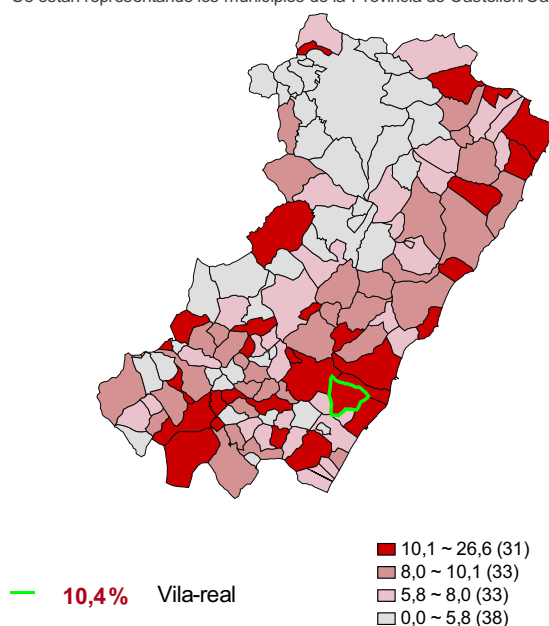 10,1 ~ 26,6 (31)
8,0 ~ 10,1 (33)
5,8 ~ 8,0 (33)
0,0 ~ 5,8 (38)
10,4% Vila-real